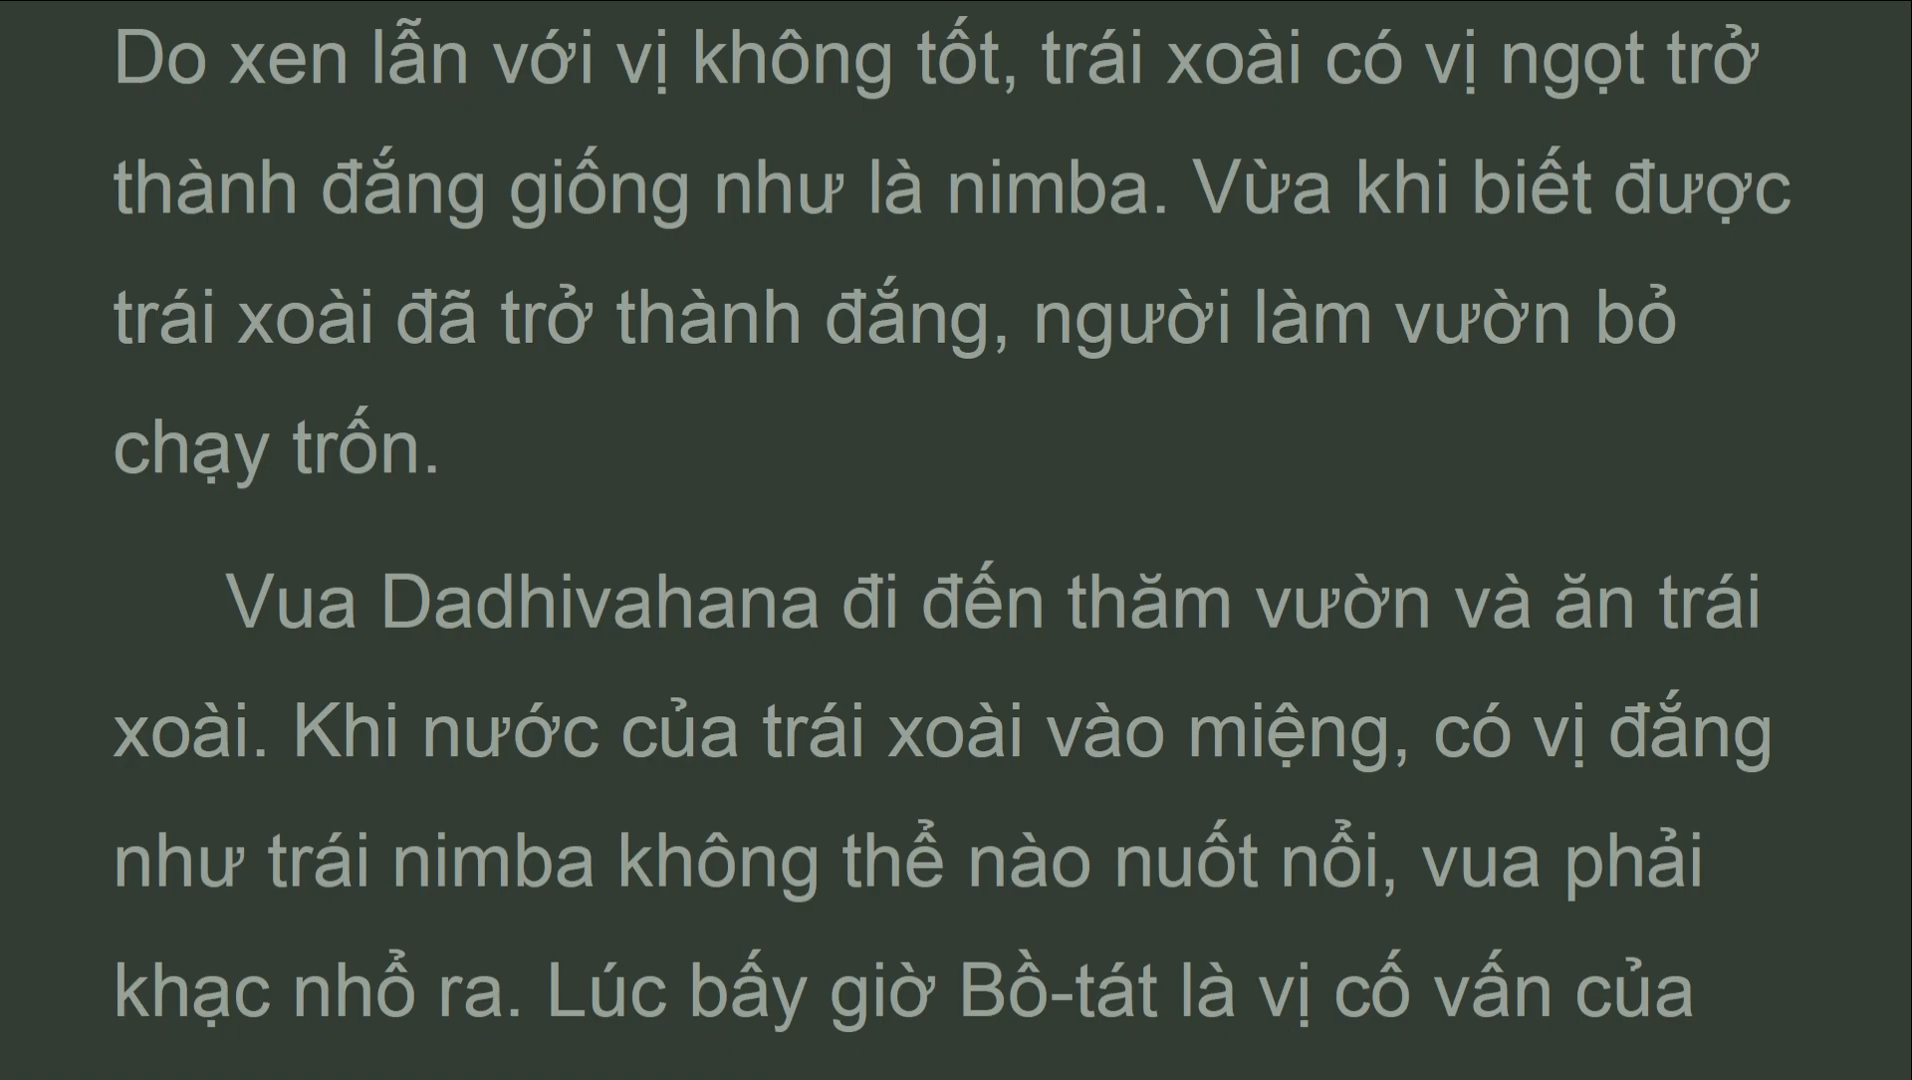 Do xen lẫn với vị không tốt, trái xoài có vị ngọt trở
thành đắng giống như là nimba. Vừa khi biết được
trái xoài đã trở thành đắng, người làm vườn bỏ
chạy trốn.
Vua Dadhivahana đi đến thăm vườn và ăn trái
xoài. Khi nước của trái xoài vào miệng, có vị đắng
như trái nimba không thể nào nuốt nổi, vua phải
khạc nhổ ra. Lúc bấy giờ Bồ-tát là vị cố vấn của